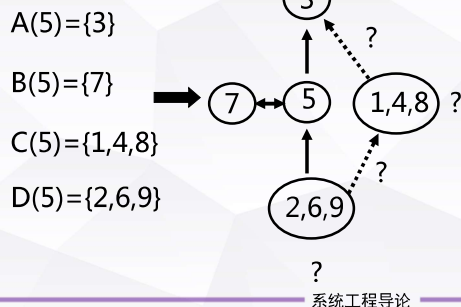 A(5)={3}
B(5)={7}
C(5)={1,4,8}
D(5)={2,6,9}
3
?
7
5
1,4,8
?
?
2,6,9
?
系统工程导论